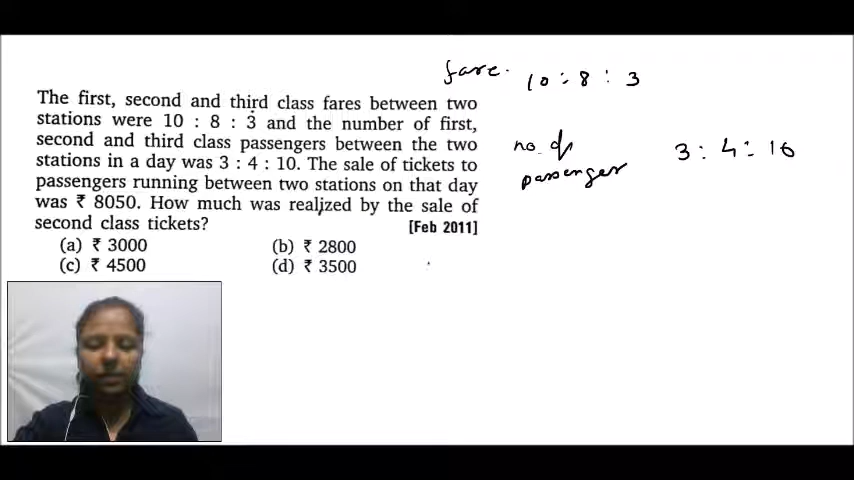 fare. 10 : 8 : 3
The first, second and third class fares between two
stations were 10 : 8 : 3 and the number of first,
second and third class passengers between the two
stations in a day was 3 : 4 : 10. The sale of tickets to
passengers running between two stations on that day
was ₹ 8050. How much was realized by the sale of
second class tickets? [Feb 2011]
(a) ₹ 3000 (b) ₹ 2800
(c) ₹ 4500 (d) ₹ 3500
no. of 3 : 4 : 10
passenger